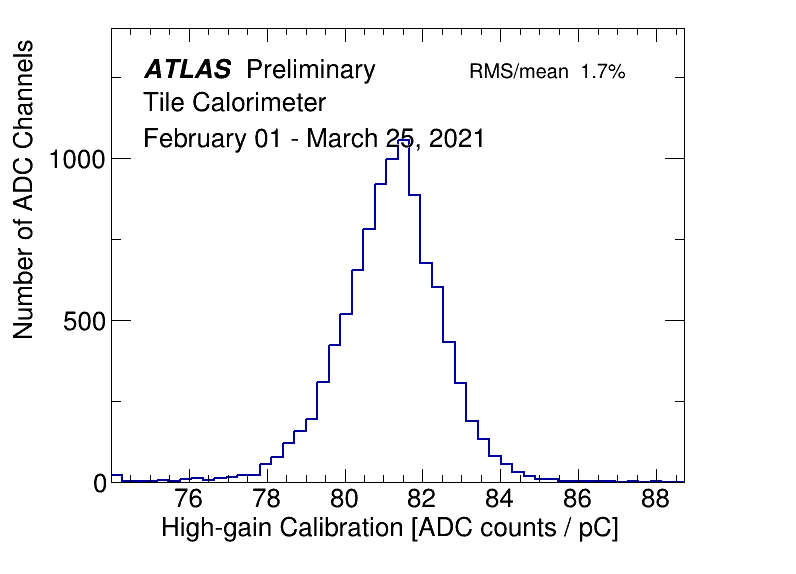 ATLAS Preliminary
RMS/mean 1.7%
Tile Calorimeter
February 01 - March 25, 2021
Number of ADC Channels
1000
500
0
76 78 80 82 84 86 88
High-gain Calibration [ADC counts / pC]